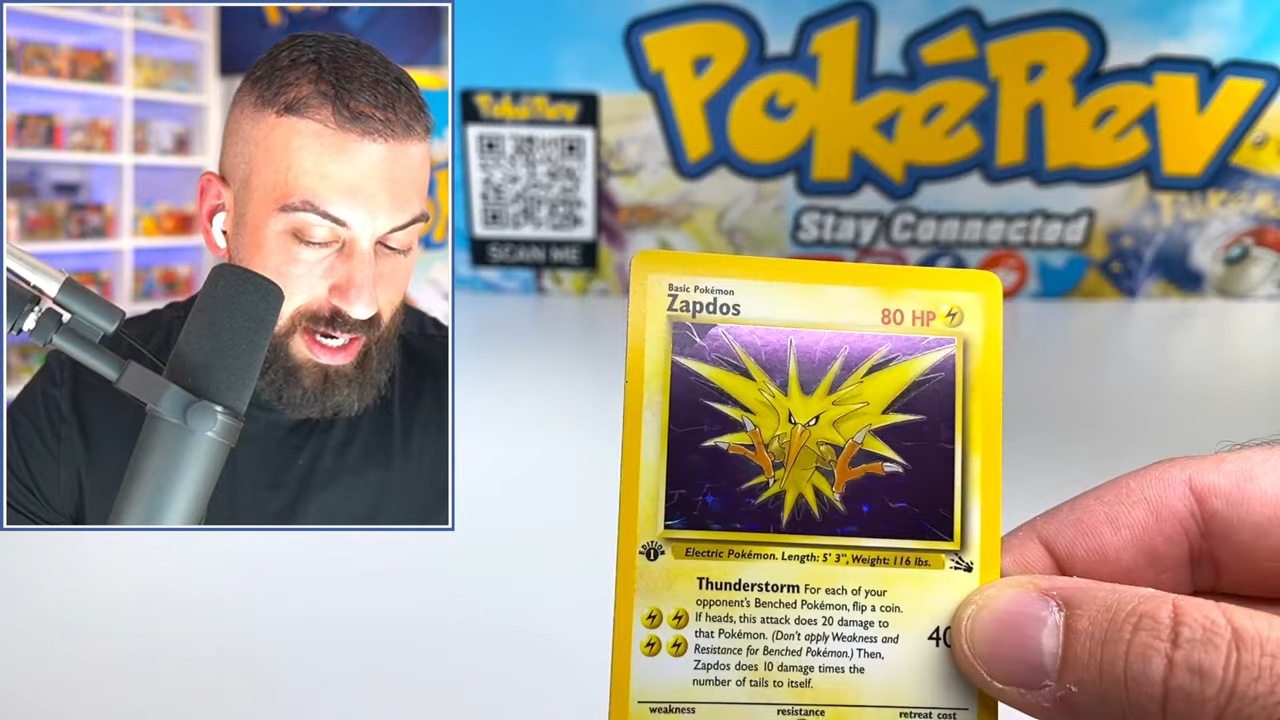 PokéRev
PokéRev
SCAN ME
Stay Connected
Basic Pokémon
Zapdos
80 HP
EDITION
1
Electric Pokémon. Length: 5' 3", Weight: 116 lbs.
Thunderstorm For each of your
opponent's Benched Pokémon, flip a coin.
If heads, this attack does 20 damage to
that Pokémon. (Don't apply Weakness and
Resistance for Benched Pokémon.) Then,
Zapdos does 10 damage times the
number of tails to itself.
40
weakness
resistance
retreat cost